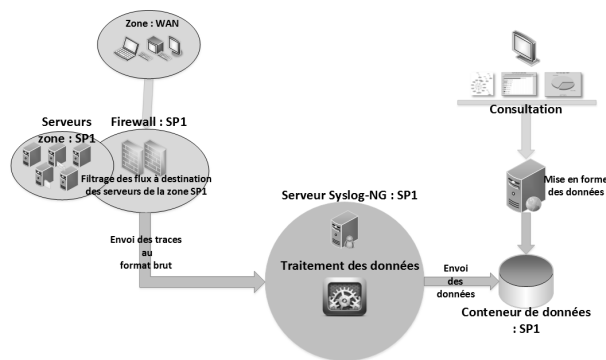 Zone : WAN
Serveurs
zone : SP1
Firewall : SP1
Filtrage des flux à destination
des serveurs de la zone SP1
Envoi des traces
au
format brut
Serveur Syslog-NG : SP1
Traitement des données
Envoi
des
données
Consultation
Mise en forme
des données
Conteneur de données
: SP1